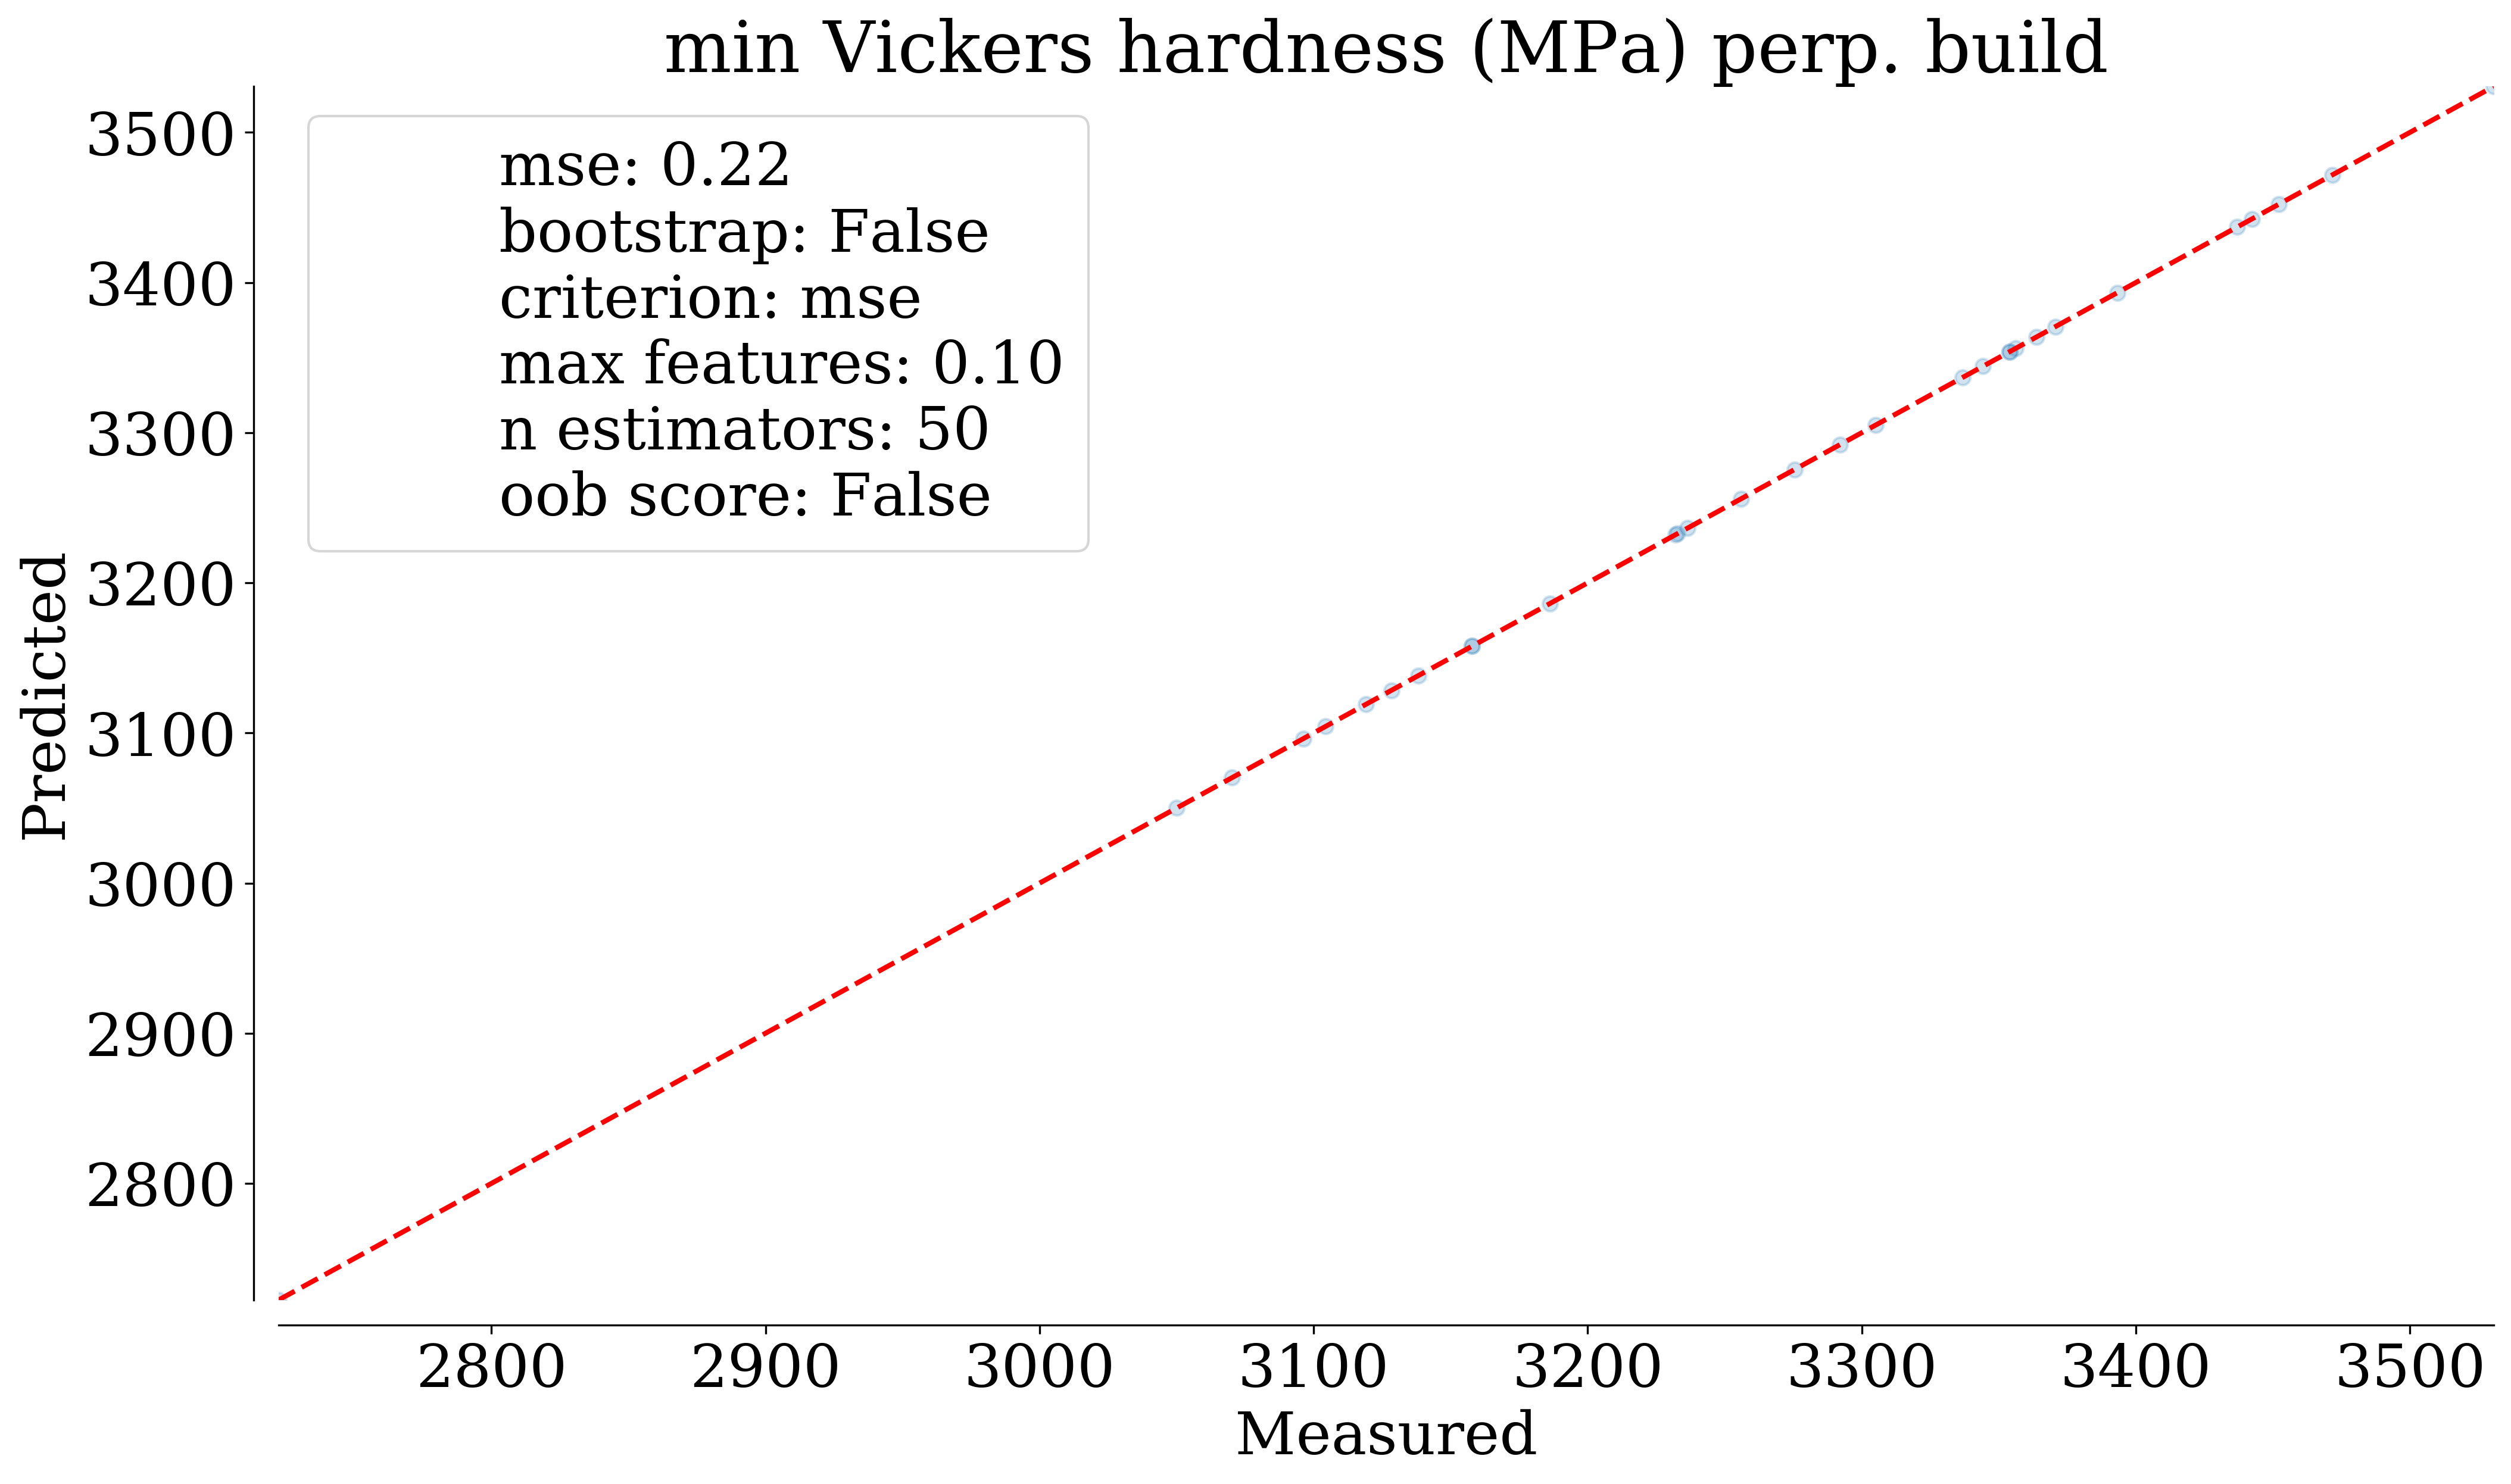 min Vickers hardness (MPa) perp. build
mse: 0.22
bootstrap: False
criterion: mse
max features: 0.10
n estimators: 50
oob score: False
Predicted
3500
3400
3300
3200
3100
3000
2900
2800
2800 2900 3000 3100 3200 3300 3400 3500
Measured